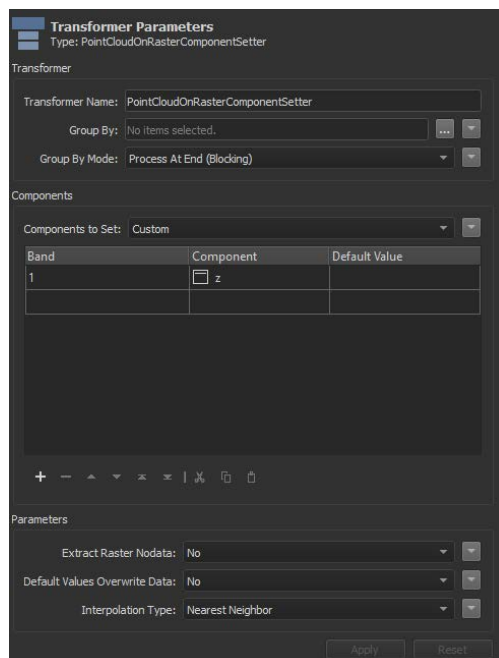 Transformer Parameters
Type: PointCloudOnRasterComponentSetter
Transformer
Transformer Name: PointCloudOnRasterComponentSetter
Group By: No items selected. ...
Group By Mode: Process At End (Blocking)
Components
Components to Set: Custom
Band Component Default Value
1 z
Parameters
Extract Raster Nodata: No
Default Values Overwrite Data: No
Interpolation Type: Nearest Neighbor
Apply Reset